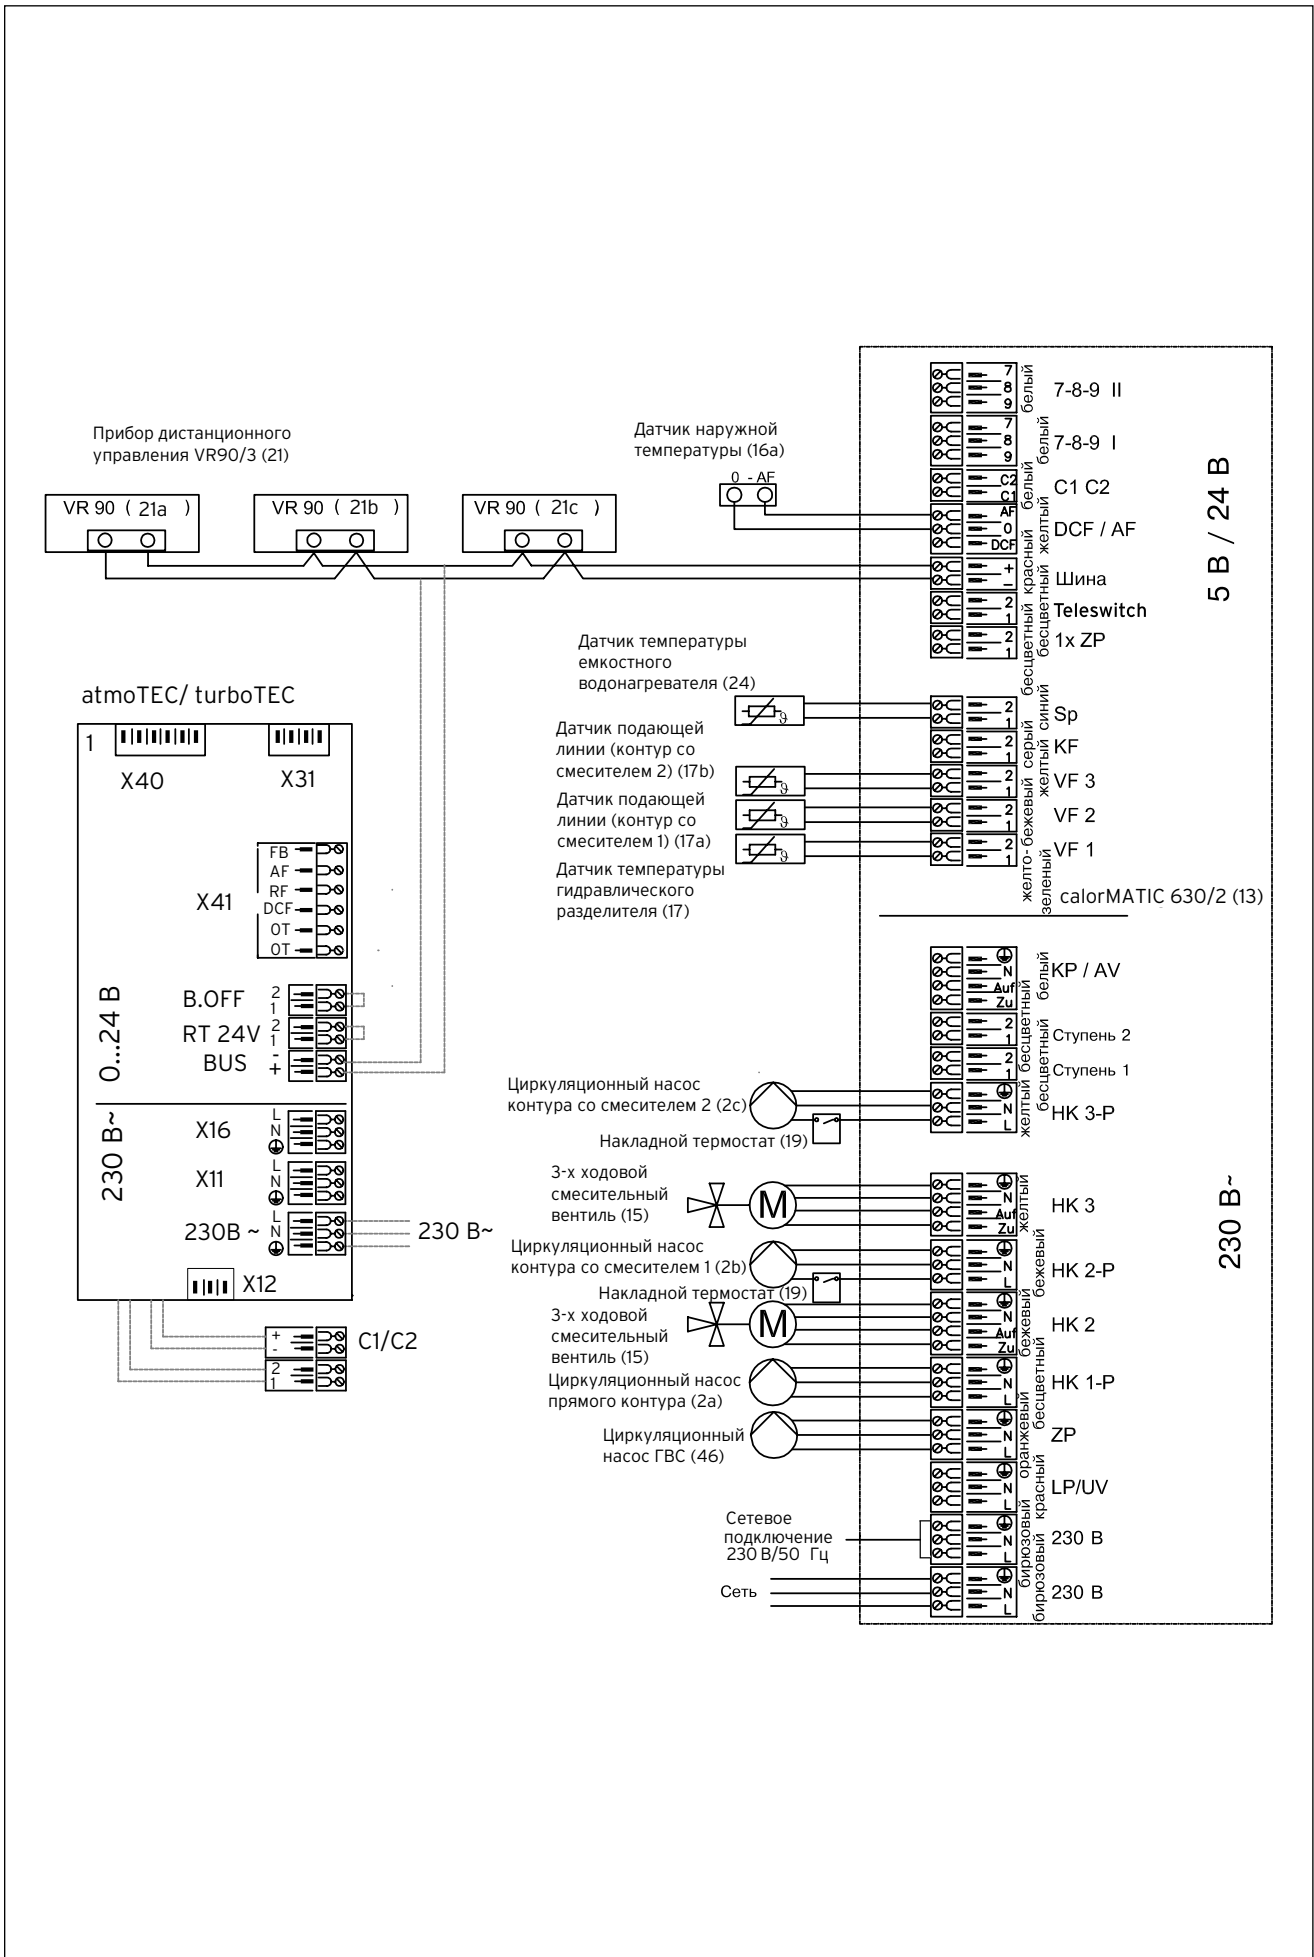 Прибор дистанционного
управления VR90/3 (21)
VR 90 ( 21a )
VR 90 ( 21b )
VR 90 ( 21c )
Датчик наружной
температуры (16a)
0 - AF
7
8
9
белый
7-8-9 II
7
8
9
белый
7-8-9 I
C2
C1
белый
C1 C2
AF
0
DCF
желтый
DCF / AF
+
–
красный
Шина
2
1
бесцветный
Teleswitch
2
1
бесцветный
1x ZP
5 В / 24 В
Датчик температуры
емкостного
водонагревателя (24)
Датчик подающей
линии (контур со
смесителем 2) (17b)
Датчик подающей
линии (контур со
смесителем 1) (17a)
Датчик температуры
гидравлического
разделителя (17)
ϑ
ϑ
ϑ
ϑ
2
1
синий
Sp
2
1
серый
KF
2
1
желтый
VF 3
2
1
бежевый
VF 2
2
1
желто-
зеленый
VF 1
calorMATIC 630/2 (13)
atmoTEC/ turboTEC
1
X40
X31
X41
FB
AF
RF
DCF
OT
OT
0...24 В
B.OFF
2
1
RT 24V
2
1
BUS
-
+
230 В~
X16
L
N
X11
L
N
230В ~
L
N
230 В~
X12
+
-
C1/C2
2
1
N
Auf
Zu
белый
KP / AV
2
1
бесцветный
Ступень 2
2
1
бесцветный
Ступень 1
Циркуляционный насос
контура со смесителем 2 (2c)
Накладной термостат (19)
N
L
желтый
HK 3-P
3-х ходовой
смесительный
вентиль (15)
M
N
Auf
Zu
желтый
HK 3
230 В~
Циркуляционный насос
контура со смесителем 1 (2b)
Накладной термостат (19)
N
L
бежевый
HK 2-P
3-х ходовой
смесительный
вентиль (15)
M
N
Auf
Zu
бежевый
HK 2
Циркуляционный насос
прямого контура (2a)
N
L
бесцветный
HK 1-P
Циркуляционный
насос ГВС (46)
N
L
оранжевый
ZP
N
L
красный
LP/UV
Сетевое
подключение
230 В/50 Гц
N
L
бирюзовый
230 В
Сеть
N
L
бирюзовый
230 В